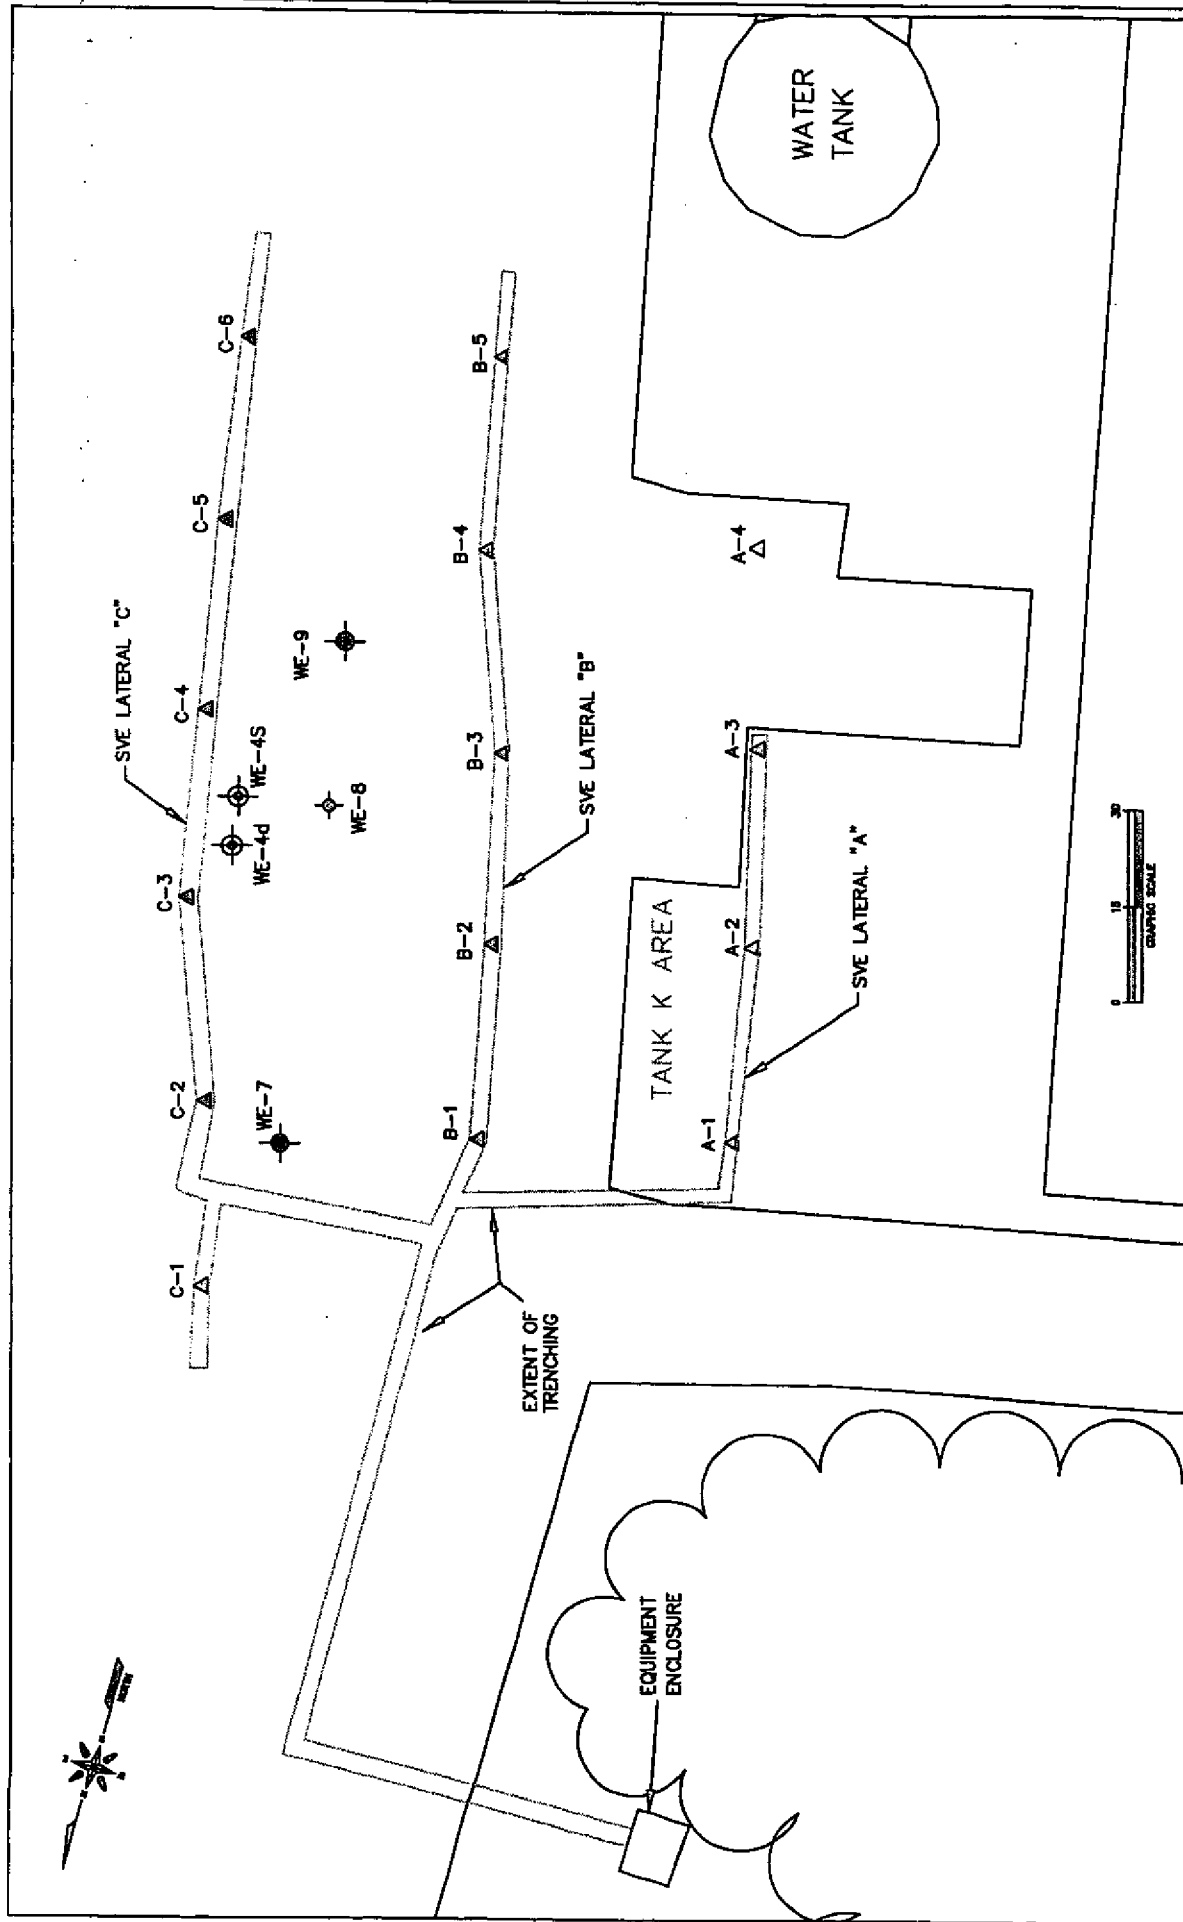 WATER
TANK
C-6
B-5
C-5
B-4
A-4
SVE LATERAL "C"
WE-9
C-4
SVE LATERAL "B"
WE-4S
B-3
A-3
WE-8
WE-4d
C-3
B-2
TANK K AREA
A-2
SVE LATERAL "A"
C-2
WE-7
B-1
A-1
C-1
EXTENT OF
TRENCHING
EQUIPMENT
ENCLOSURE
NORTH
0 15 30
GRAPHIC SCALE